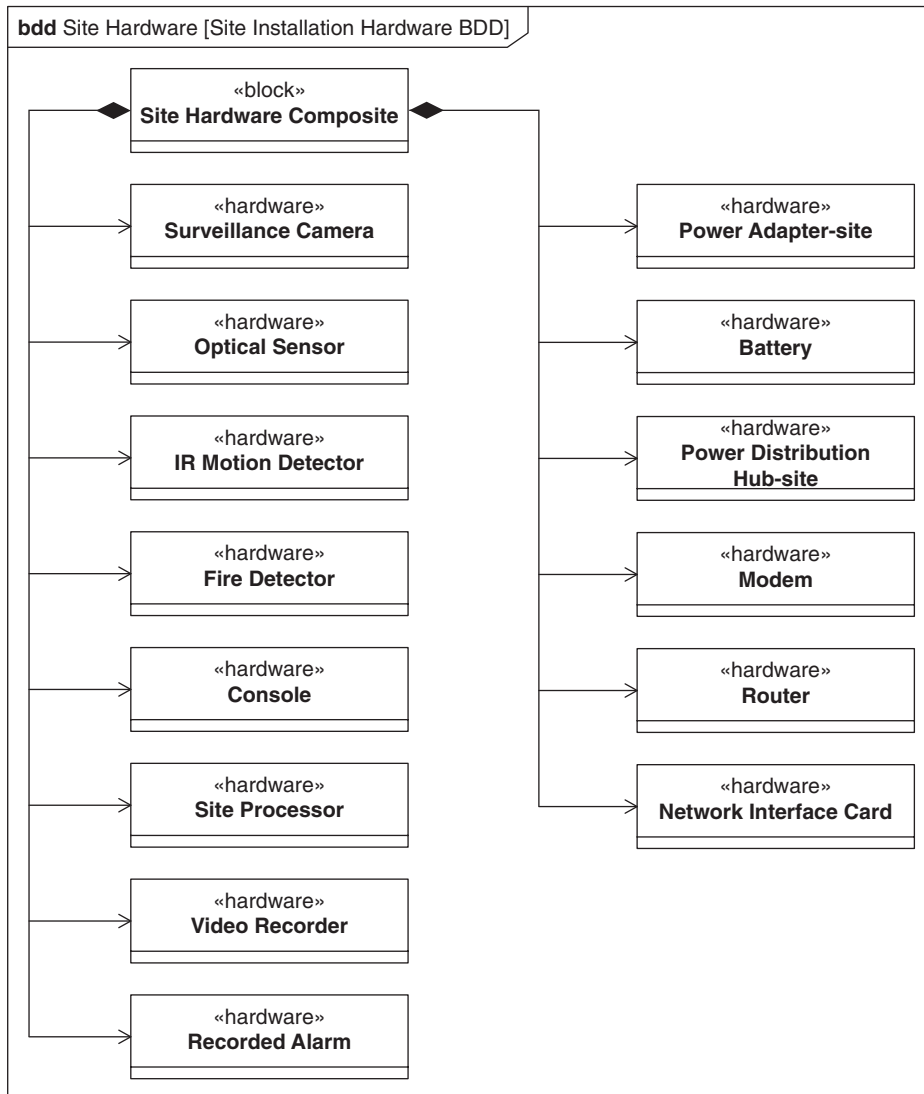 bdd Site Hardware [Site Installation Hardware BDD]
«block»
Site Hardware Composite
«hardware»
Surveillance Camera
«hardware»
Optical Sensor
«hardware»
IR Motion Detector
«hardware»
Fire Detector
«hardware»
Console
«hardware»
Site Processor
«hardware»
Video Recorder
«hardware»
Recorded Alarm
«hardware»
Power Adapter-site
«hardware»
Battery
«hardware»
Power Distribution
Hub-site
«hardware»
Modem
«hardware»
Router
«hardware»
Network Interface Card